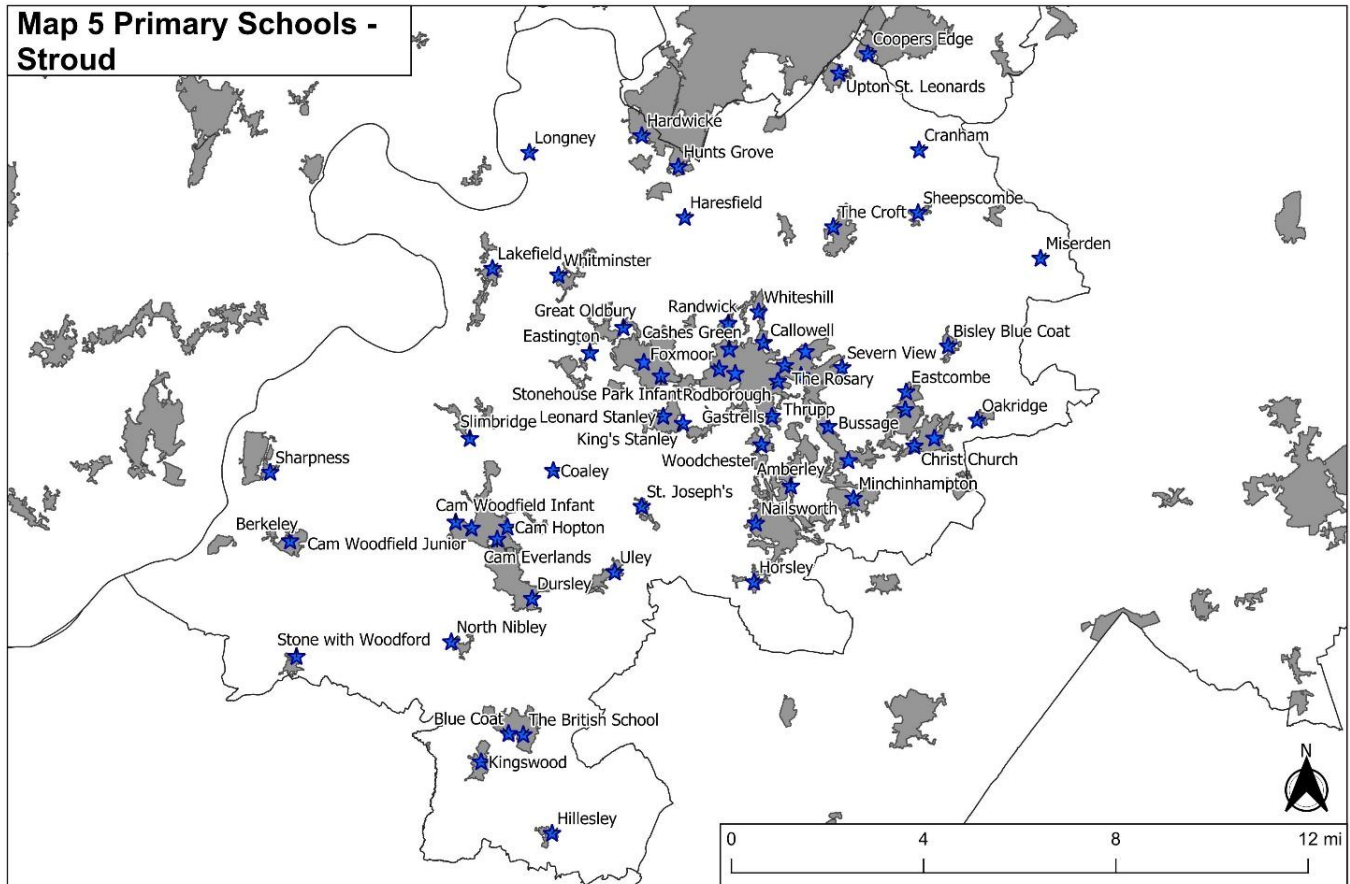 Map 5 Primary Schools -
Stroud
Coopers Edge
Upton St. Leonards
Hardwicke
Longney
Cranham
Hunts Grove
Sheepscombe
Haresfield
The Croft
Miserden
Lakefield
Whitminster
Whiteshill
Great Oldbury
Randwick
Eastington
Cashes Green
Callowell
Bisley Blue Coat
Foxmoor
Severn View
The Rosary
Eastcombe
Stonehouse Park Infant
Rodborough
Leonard Stanley
Gastrells
Thrupp
Oakridge
Slimbridge
King's Stanley
Bussage
Woodchester
Christ Church
Sharpness
Coaley
Amberley
Minchinhampton
St. Joseph's
Cam Woodfield Infant
Nailsworth
Berkeley
Cam Hopton
Cam Woodfield Junior
Cam Everlands
Uley
Dursley
Horsley
Stone with Woodford
North Nibley
Blue Coat
The British School
Kingswood
N
Hillesley
0 4 8 12 mi